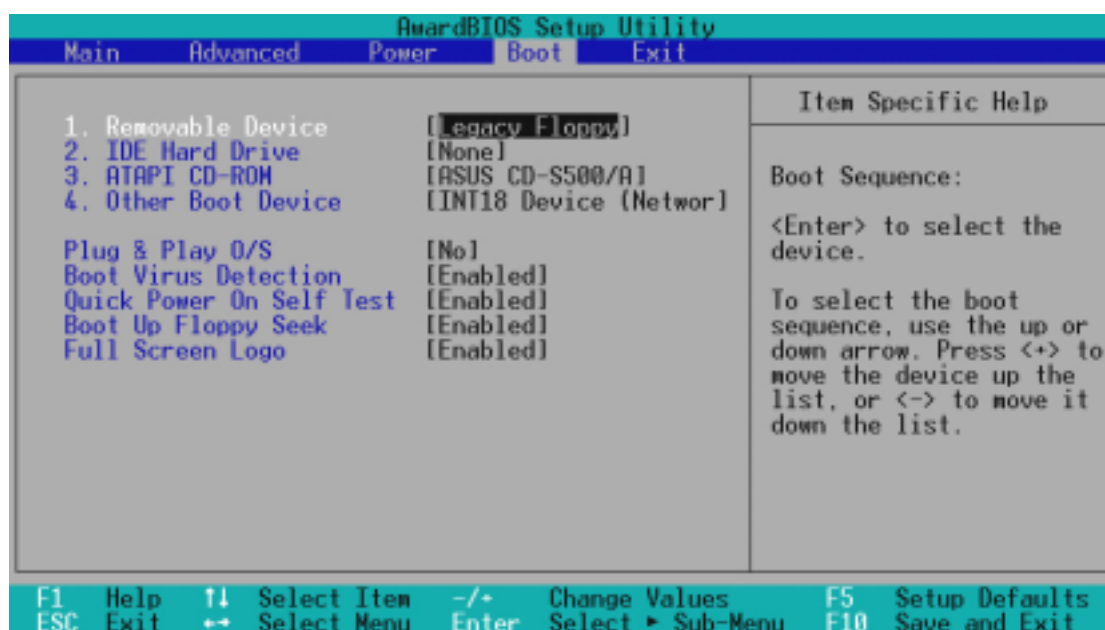 AwardBIOS Setup Utility
Main Advanced Power Boot Exit
1. Removable Device [Legacy Floppy]
2. IDE Hard Drive [None]
3. ATAPI CD-ROM [ASUS CD-S500/A]
4. Other Boot Device [INT18 Device (Networ]
Plug & Play O/S [No]
Boot Virus Detection [Enabled]
Quick Power On Self Test [Enabled]
Boot Up Floppy Seek [Enabled]
Full Screen Logo [Enabled]
Item Specific Help
Boot Sequence:
<Enter> to select the
device.
To select the boot
sequence, use the up or
down arrow. Press <+> to
move the device up the
list, or <-> to move it
down the list.
F1 Help ↑↓ Select Item -/+ Change Values F5 Setup Defaults
ESC Exit ←→ Select Menu Enter Select ► Sub-Menu F10 Save and Exit